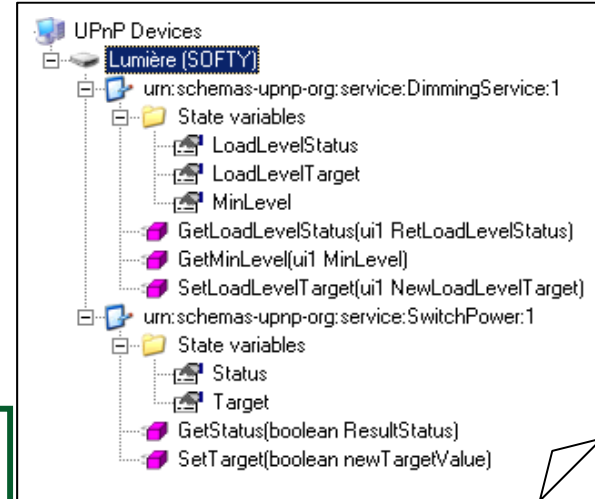 UPnP Devices
Lumière (SOFTY)
urn:schemas-upnp-org:service:DimmingService:1
State variables
LoadLevelStatus
LoadLevelTarget
MinLevel
GetLoadLevelStatus(ui1 RetLoadLevelStatus)
GetMinLevel(ui1 MinLevel)
SetLoadLevelTarget(ui1 NewLoadLevelTarget)
urn:schemas-upnp-org:service:SwitchPower:1
State variables
Status
Target
GetStatus(boolean ResultStatus)
SetTarget(boolean newTargetValue)